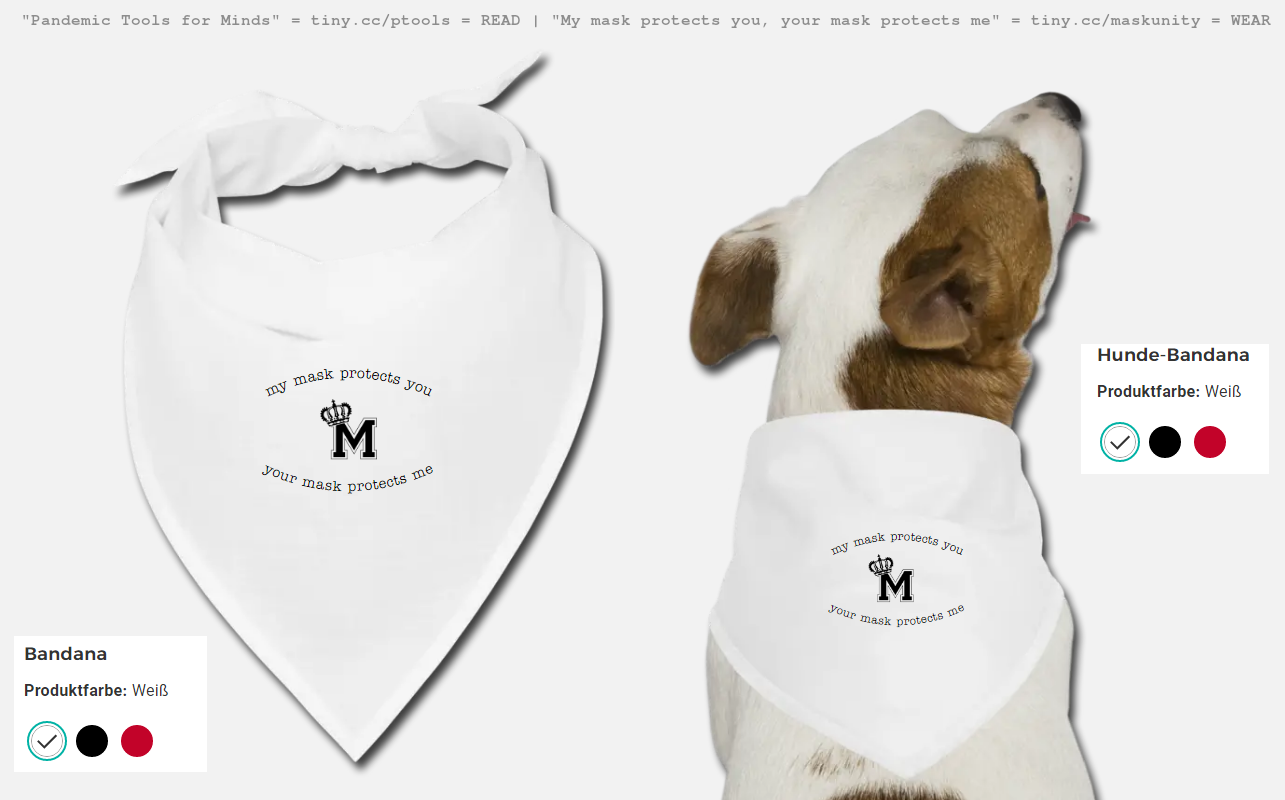 "Pandemic Tools for Minds" = tiny.cc/ptools = READ | "My mask protects you, your mask protects me" = tiny.cc/maskunity = WEAR
my mask protects you
M
your mask protects me
Bandana
Produktfarbe: Weiß
my mask protects you
M
your mask protects me
Hunde-Bandana
Produktfarbe: Weiß